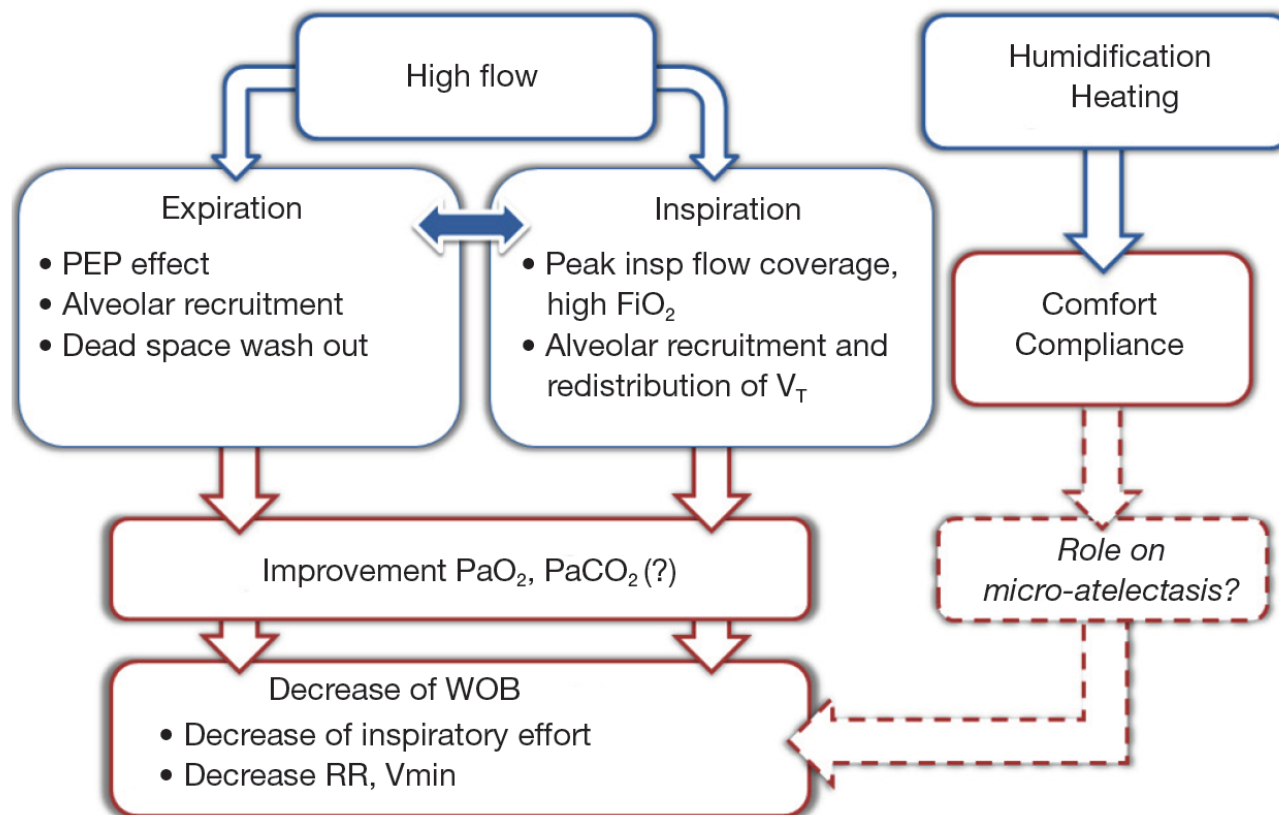 High flow
Humidification
Heating
Expiration
• PEP effect
• Alveolar recruitment
• Dead space wash out
Inspiration
• Peak insp flow coverage,
high FiO₂
• Alveolar recruitment and
redistribution of V_T
Comfort
Compliance
Improvement PaO₂, PaCO₂ (?)
Role on
micro-atelectasis?
Decrease of WOB
• Decrease of inspiratory effort
• Decrease RR, Vmin